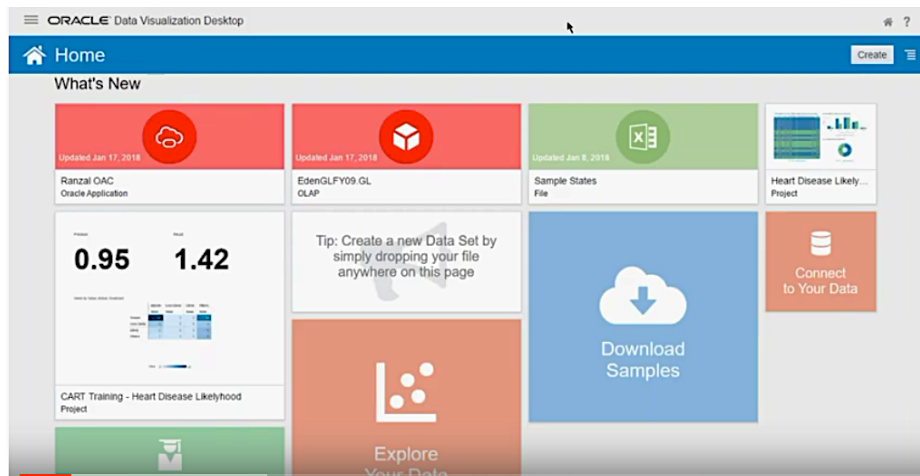 ORACLE Data Visualization Desktop
?
Home
Create
What's New
Updated Jan 17, 2018
Ranzal OAC
Oracle Application
Updated Jan 17, 2018
EdenGLFY09.GL
OLAP
Updated Jan 8, 2018
Sample States
File
Heart Disease Likely...
Project
0.95
1.42
CART Training - Heart Disease Likelyhood
Project
Tip: Create a new Data Set by
simply dropping your file
anywhere on this page
Download
Samples
Connect
to Your Data
Explore
Your Data